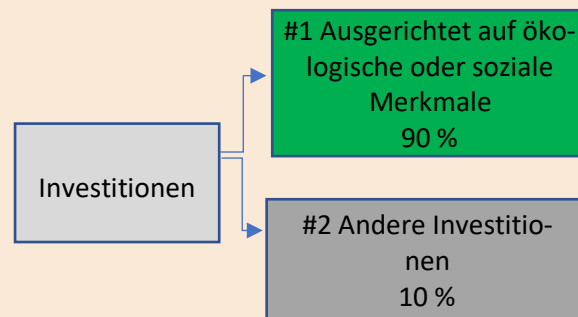 #1 Ausgerichtet auf öko-
logische oder soziale
Merkmale
90 %
Investitionen
#2 Andere Investitio-
nen
10 %